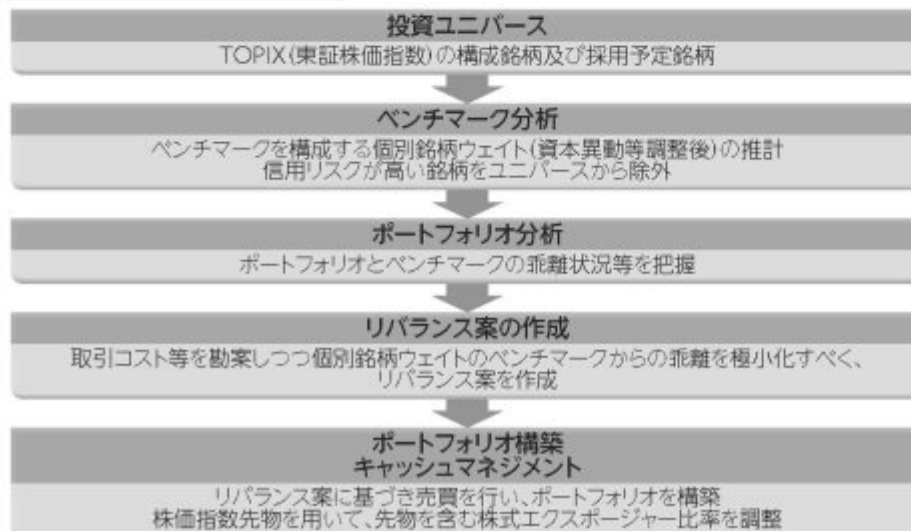 投資ユニバース
TOPIX(東証株価指数)の構成銘柄及び採用予定銘柄
ベンチマーク分析
ベンチマークを構成する個別銘柄ウェイト(資本異動等調整後)の推計
信用リスクが高い銘柄をユニバースから除外
ポートフォリオ分析
ポートフォリオとベンチマークの乖離状況等を把握
リバランス案の作成
取引コスト等を勘案しつつ個別銘柄ウェイトのベンチマークからの乖離を極小化すべく、
リバランス案を作成
ポートフォリオ構築
キャッシュマネジメント
リバランス案に基づき売買を行い、ポートフォリオを構築
株価指数先物を用いて、先物を含む株式エクスポージャー比率を調整